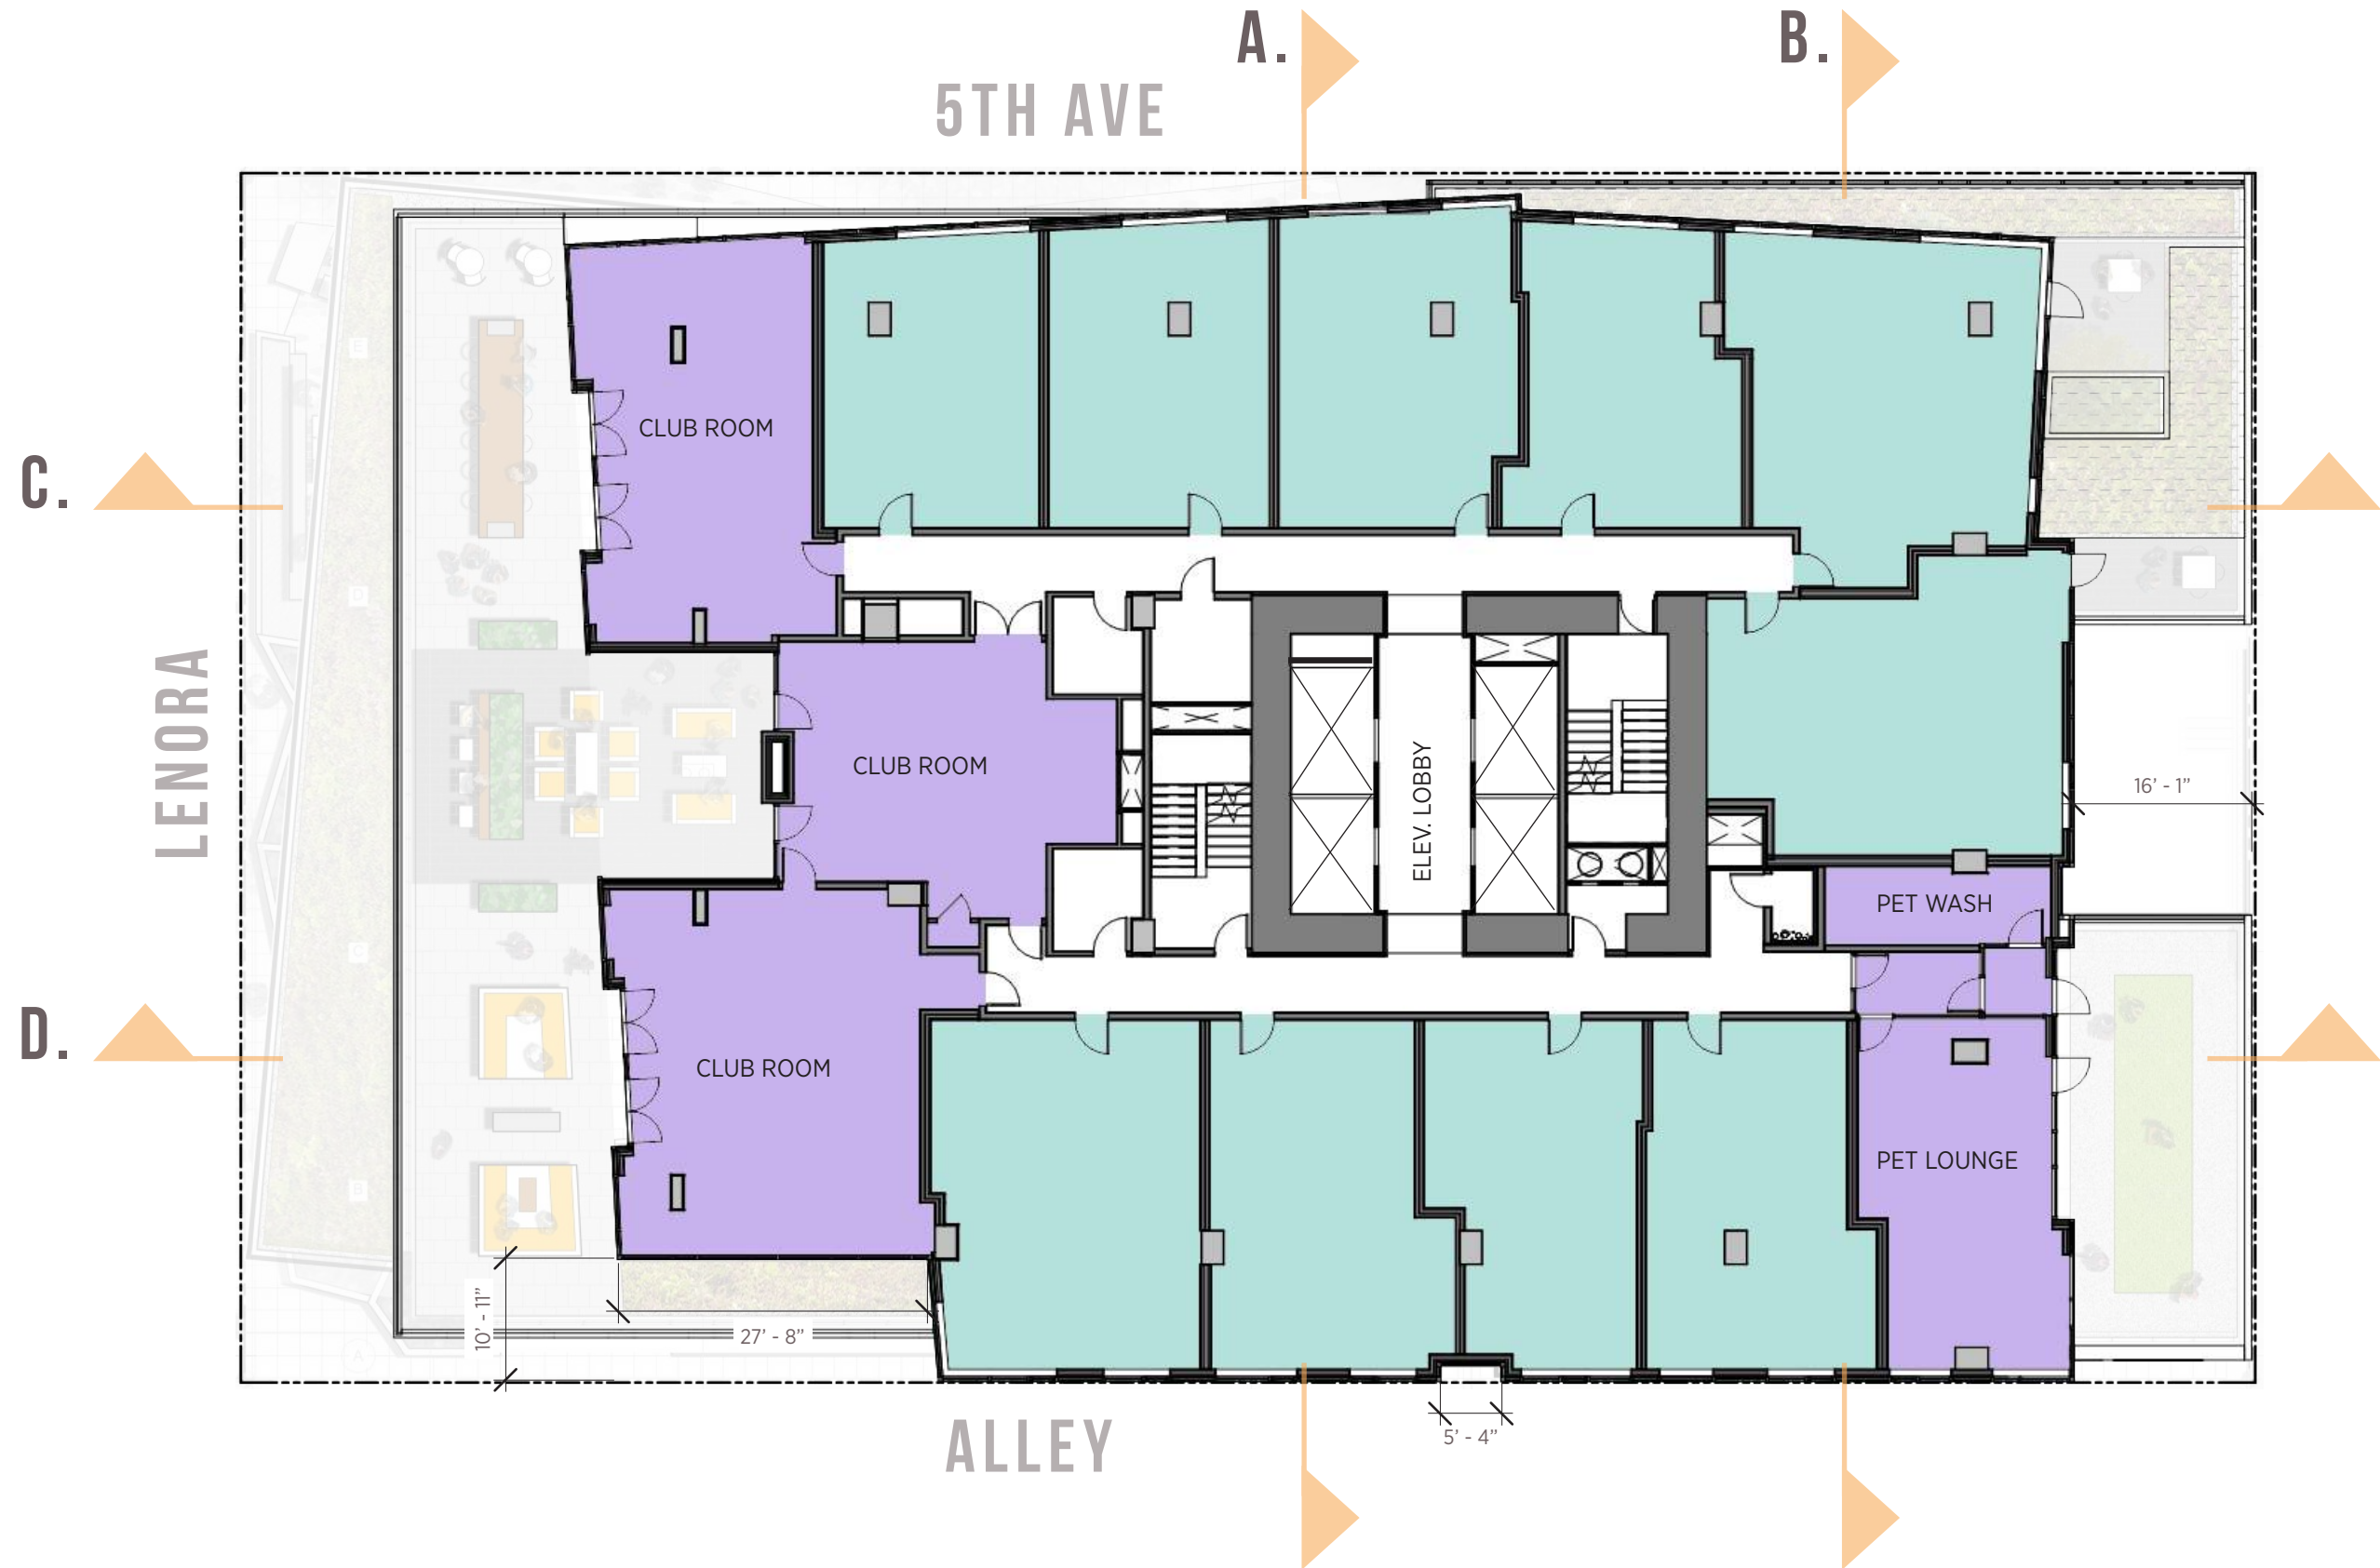 A.
B.
5TH AVE
CLUB ROOM
C.
LENORA
CLUB ROOM
ELEV. LOBBY
16' - 1"
PET WASH
D.
CLUB ROOM
PET LOUNGE
10' - 11"
27' - 8"
5' - 4"
ALLEY